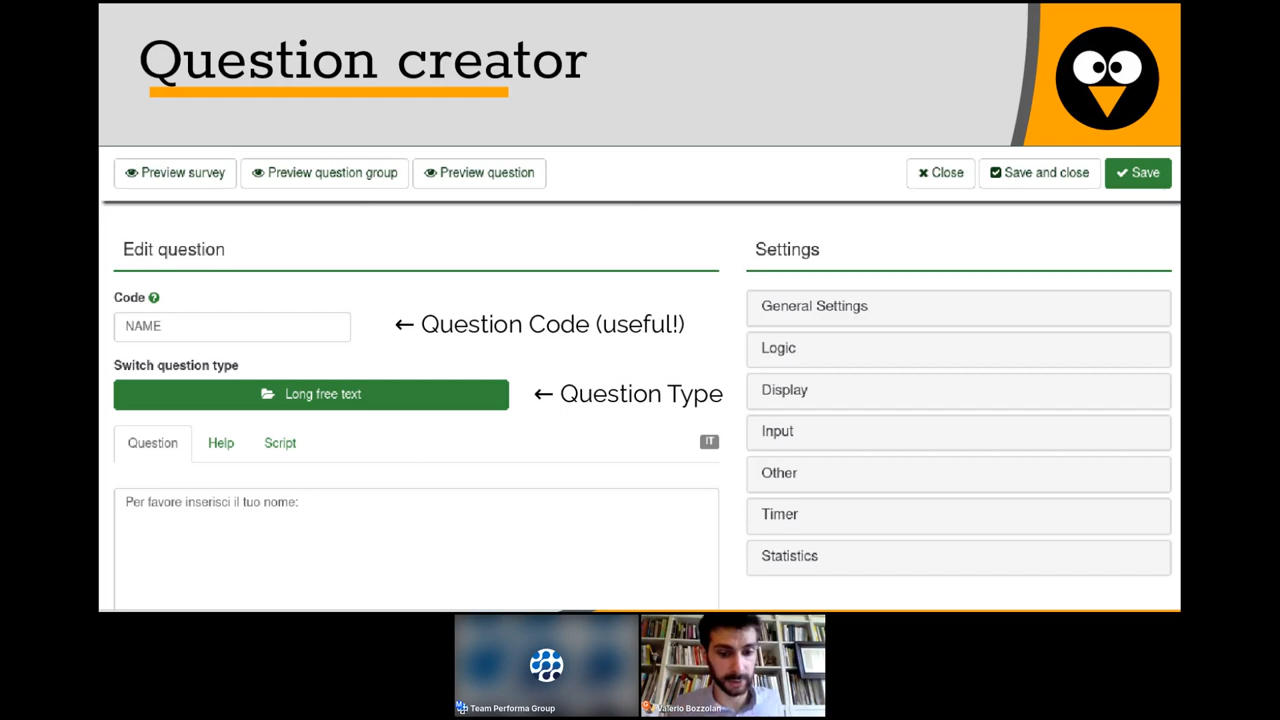 Question creator
Preview survey
Preview question group
Preview question
Close
Save and close
Save
Edit question
Settings
Code
NAME
← Question Code (useful!)
Switch question type
Long free text
← Question Type
Question
Help
Script
IT
Per favore inserisci il tuo nome:
General Settings
Logic
Display
Input
Other
Timer
Statistics
Team Performa Group
Valerio Bozzolan